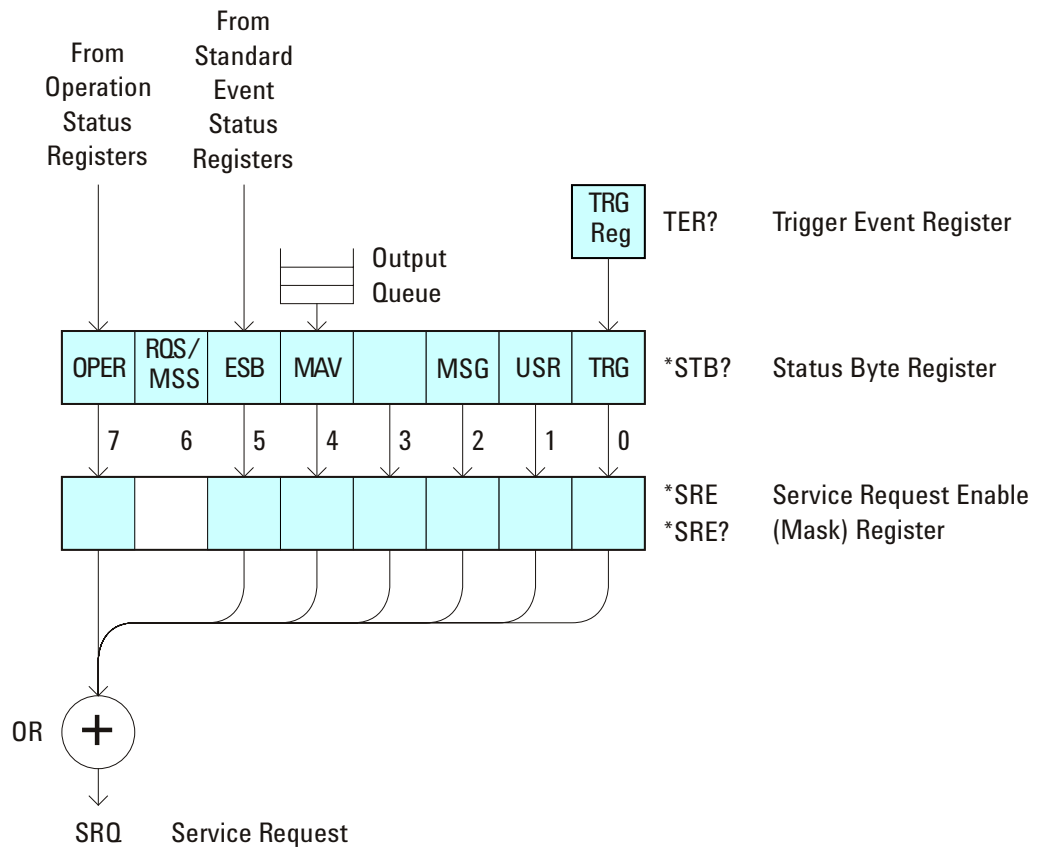 From
Operation
Status
Registers
From
Standard
Event
Status
Registers
TRG
Reg
TER? Trigger Event Register
Output
Queue
OPER RQS/ MSS ESB MAV MSG USR TRG *STB? Status Byte Register
7 6 5 4 3 2 1 0
*SRE Service Request Enable
*SRE? (Mask) Register
OR +
SRQ Service Request